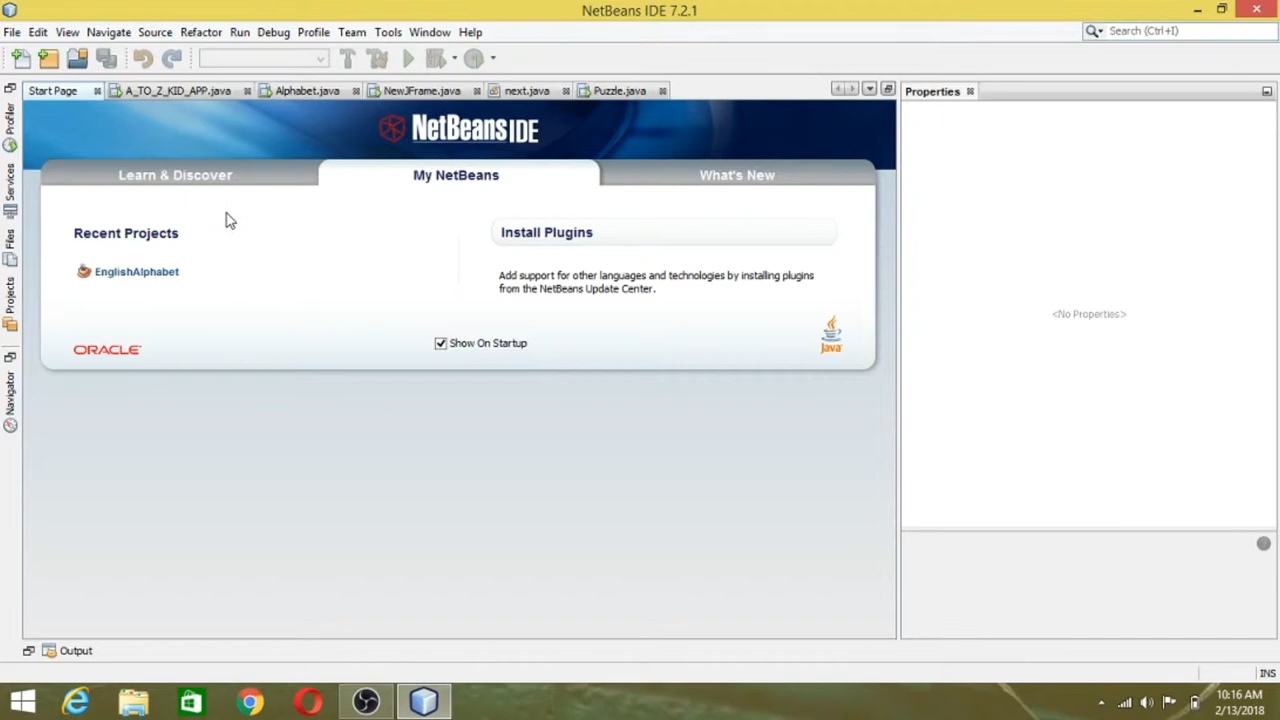 NetBeans IDE 7.2.1
File Edit View Navigate Source Refactor Run Debug Profile Team Tools Window Help
Search (Ctrl+I)
Start Page A_TO_Z_KID_APP.java Alphabet.java NewJFrame.java next.java Puzzle.java
Properties
Profiler
Services
Files
Projects
Navigator
NetBeans IDE
Learn & Discover My NetBeans What's New
Recent Projects
EnglishAlphabet
Install Plugins
Add support for other languages and technologies by installing plugins
from the NetBeans Update Center.
ORACLE
Show On Startup
Java
<No Properties>
Output
INS
10:16 AM
2/13/2018